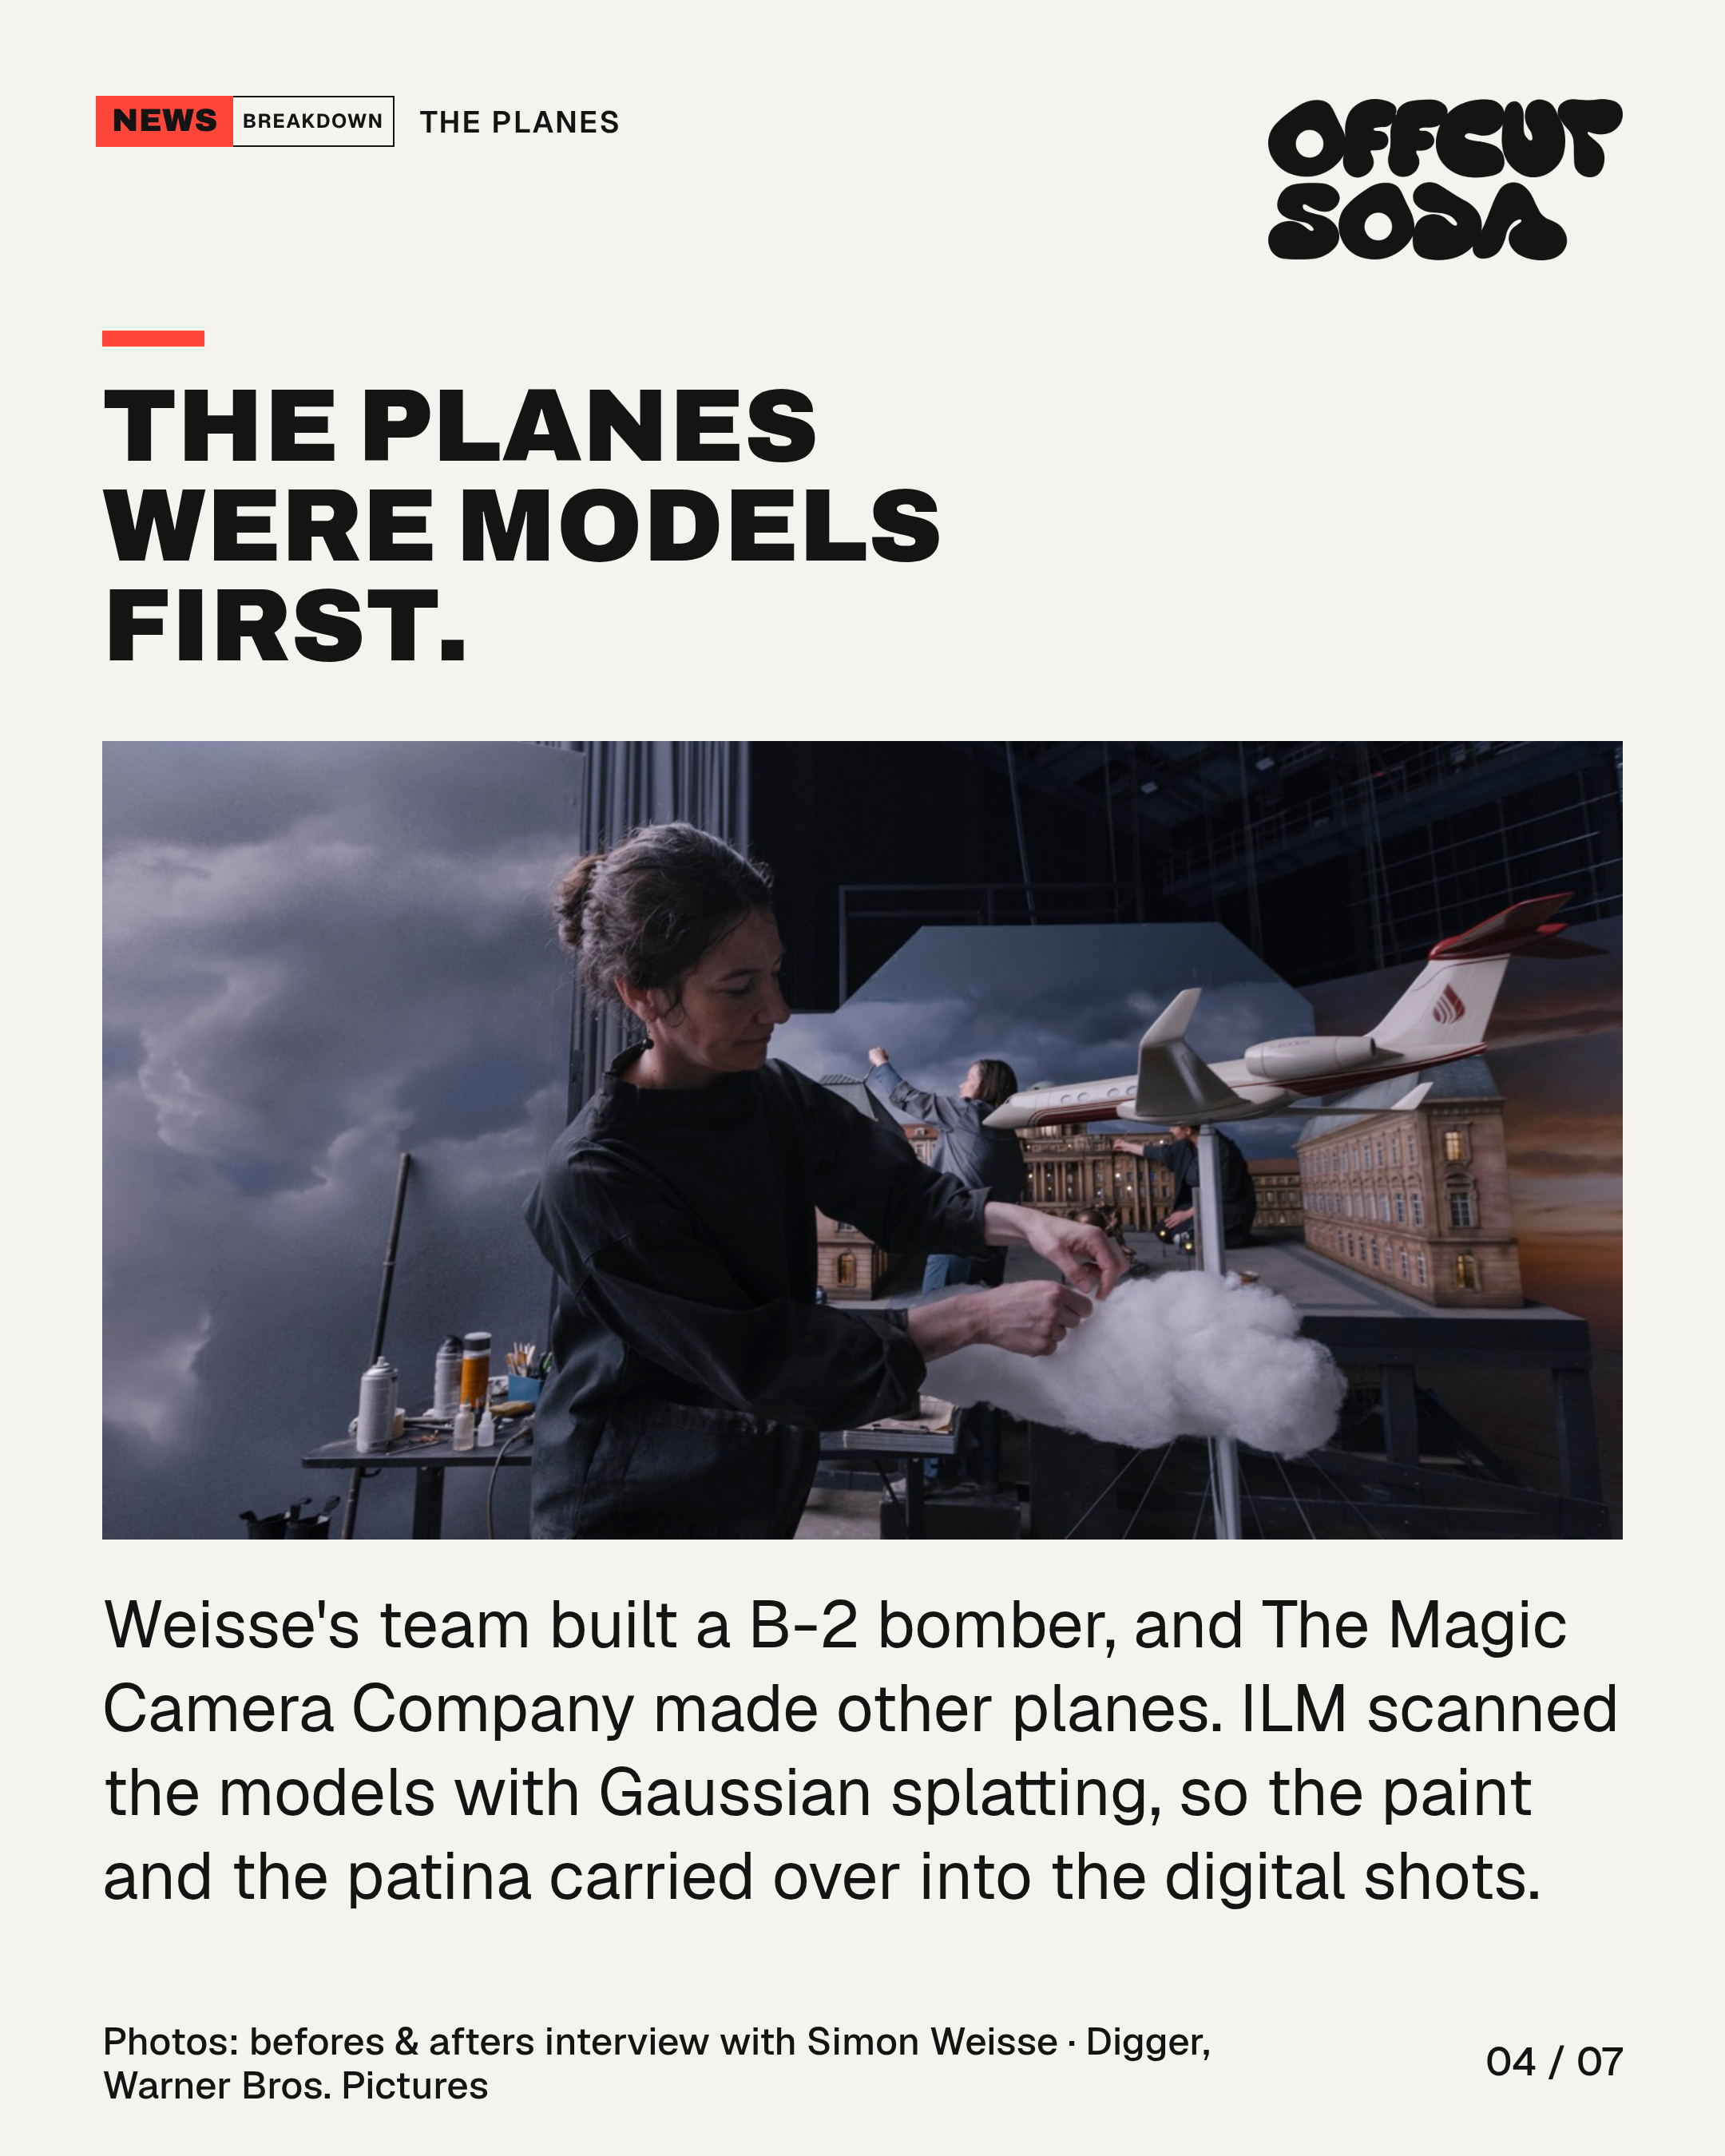 NEWS BREAKDOWN THE PLANES
OFFCUT
SODA
THE PLANES
WERE MODELS
FIRST.
Weisse's team built a B-2 bomber, and The Magic
Camera Company made other planes. ILM scanned
the models with Gaussian splatting, so the paint
and the patina carried over into the digital shots.
Photos: befores & afters interview with Simon Weisse · Digger,
Warner Bros. Pictures
04 / 07